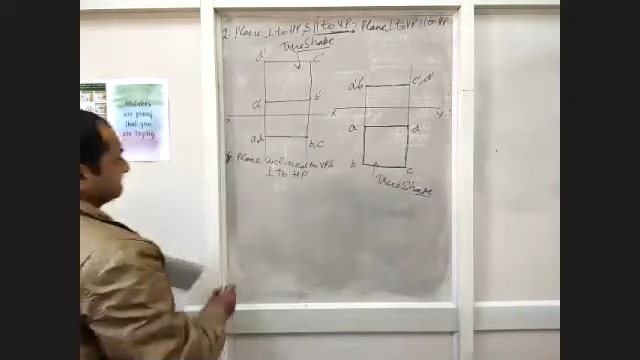 2. Plane ⊥ to HP & || to VP, Plane ⊥ to VP || to HP
True Shape
d' c'
a' b'
X
a,d b,c
Plane inclined to VP &
⊥ to HP
a'b' c',d'
X Y
a d
b c
True Shape
Mistakes
are proof
that you
are trying